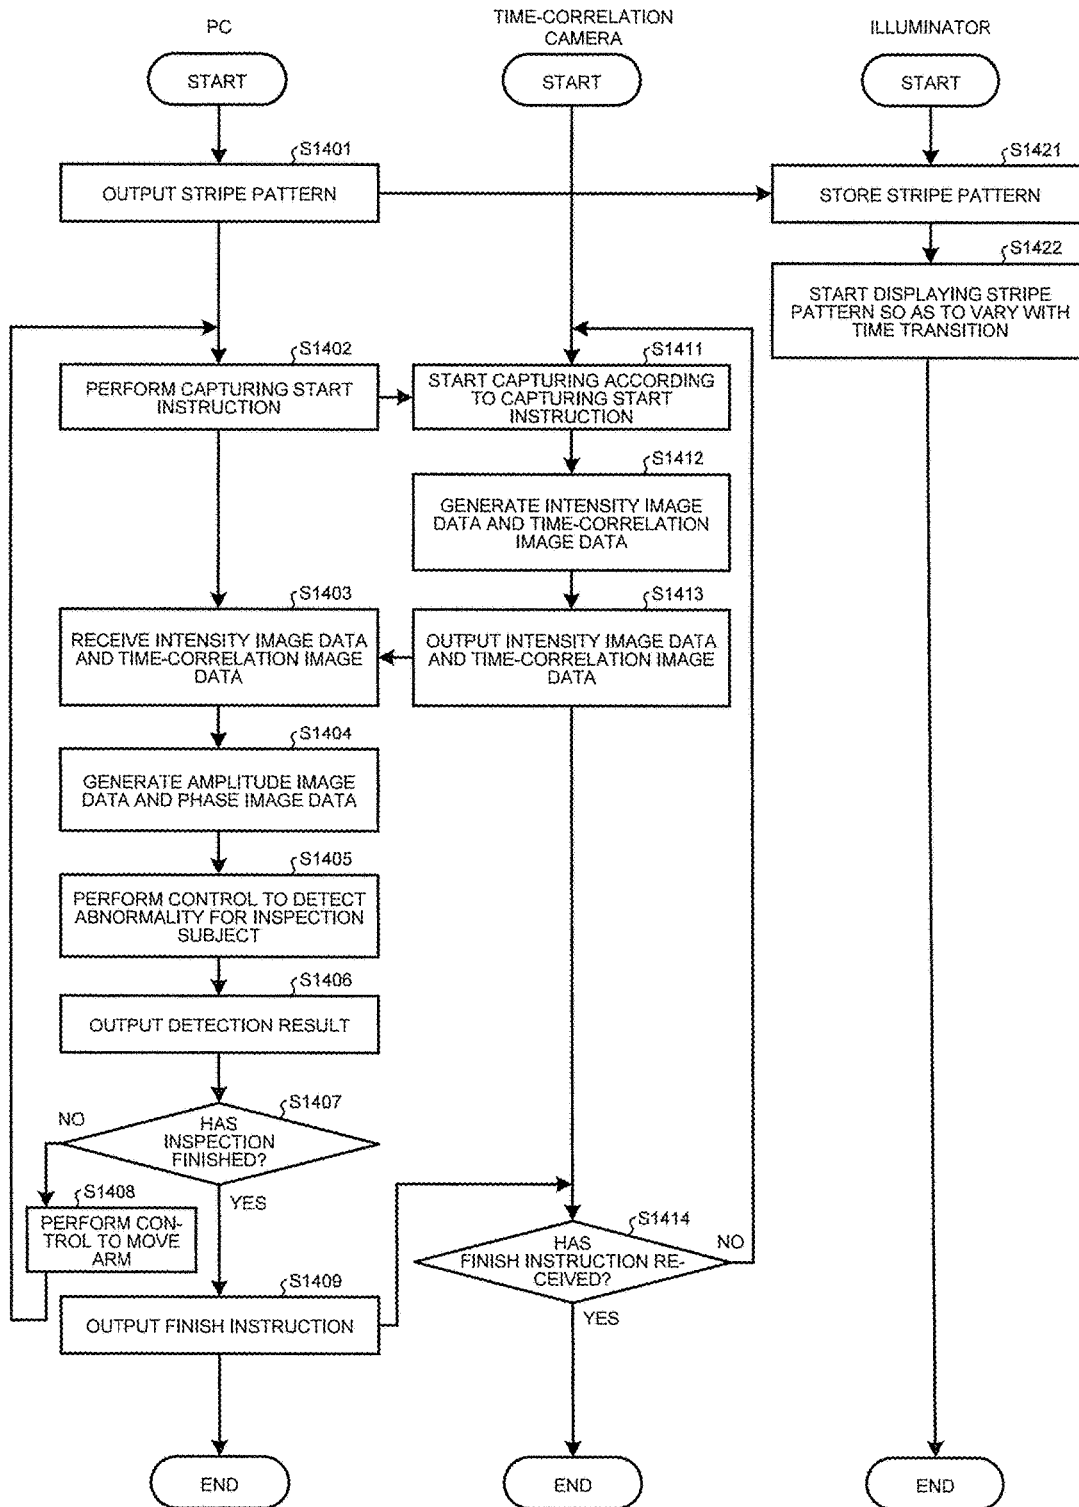 PC
TIME-CORRELATION
CAMERA
ILLUMINATOR
START
START
START
S1401
OUTPUT STRIPE PATTERN
S1421
STORE STRIPE PATTERN
S1422
START DISPLAYING STRIPE
PATTERN SO AS TO VARY WITH
TIME TRANSITION
S1402
PERFORM CAPTURING START
INSTRUCTION
S1411
START CAPTURING ACCORDING
TO CAPTURING START
INSTRUCTION
S1412
GENERATE INTENSITY IMAGE
DATA AND TIME-CORRELATION
IMAGE DATA
S1403
RECEIVE INTENSITY IMAGE DATA
AND TIME-CORRELATION IMAGE
DATA
S1413
OUTPUT INTENSITY IMAGE DATA
AND TIME-CORRELATION IMAGE
DATA
S1404
GENERATE AMPLITUDE IMAGE
DATA AND PHASE IMAGE DATA
S1405
PERFORM CONTROL TO DETECT
ABNORMALITY FOR INSPECTION
SUBJECT
S1406
OUTPUT DETECTION RESULT
S1407
NO
HAS
INSPECTION
FINISHED?
YES
S1408
PERFORM CON-
TROL TO MOVE
ARM
S1414
HAS
FINISH INSTRUCTION RE-
CEIVED?
NO
YES
S1409
OUTPUT FINISH INSTRUCTION
END
END
END